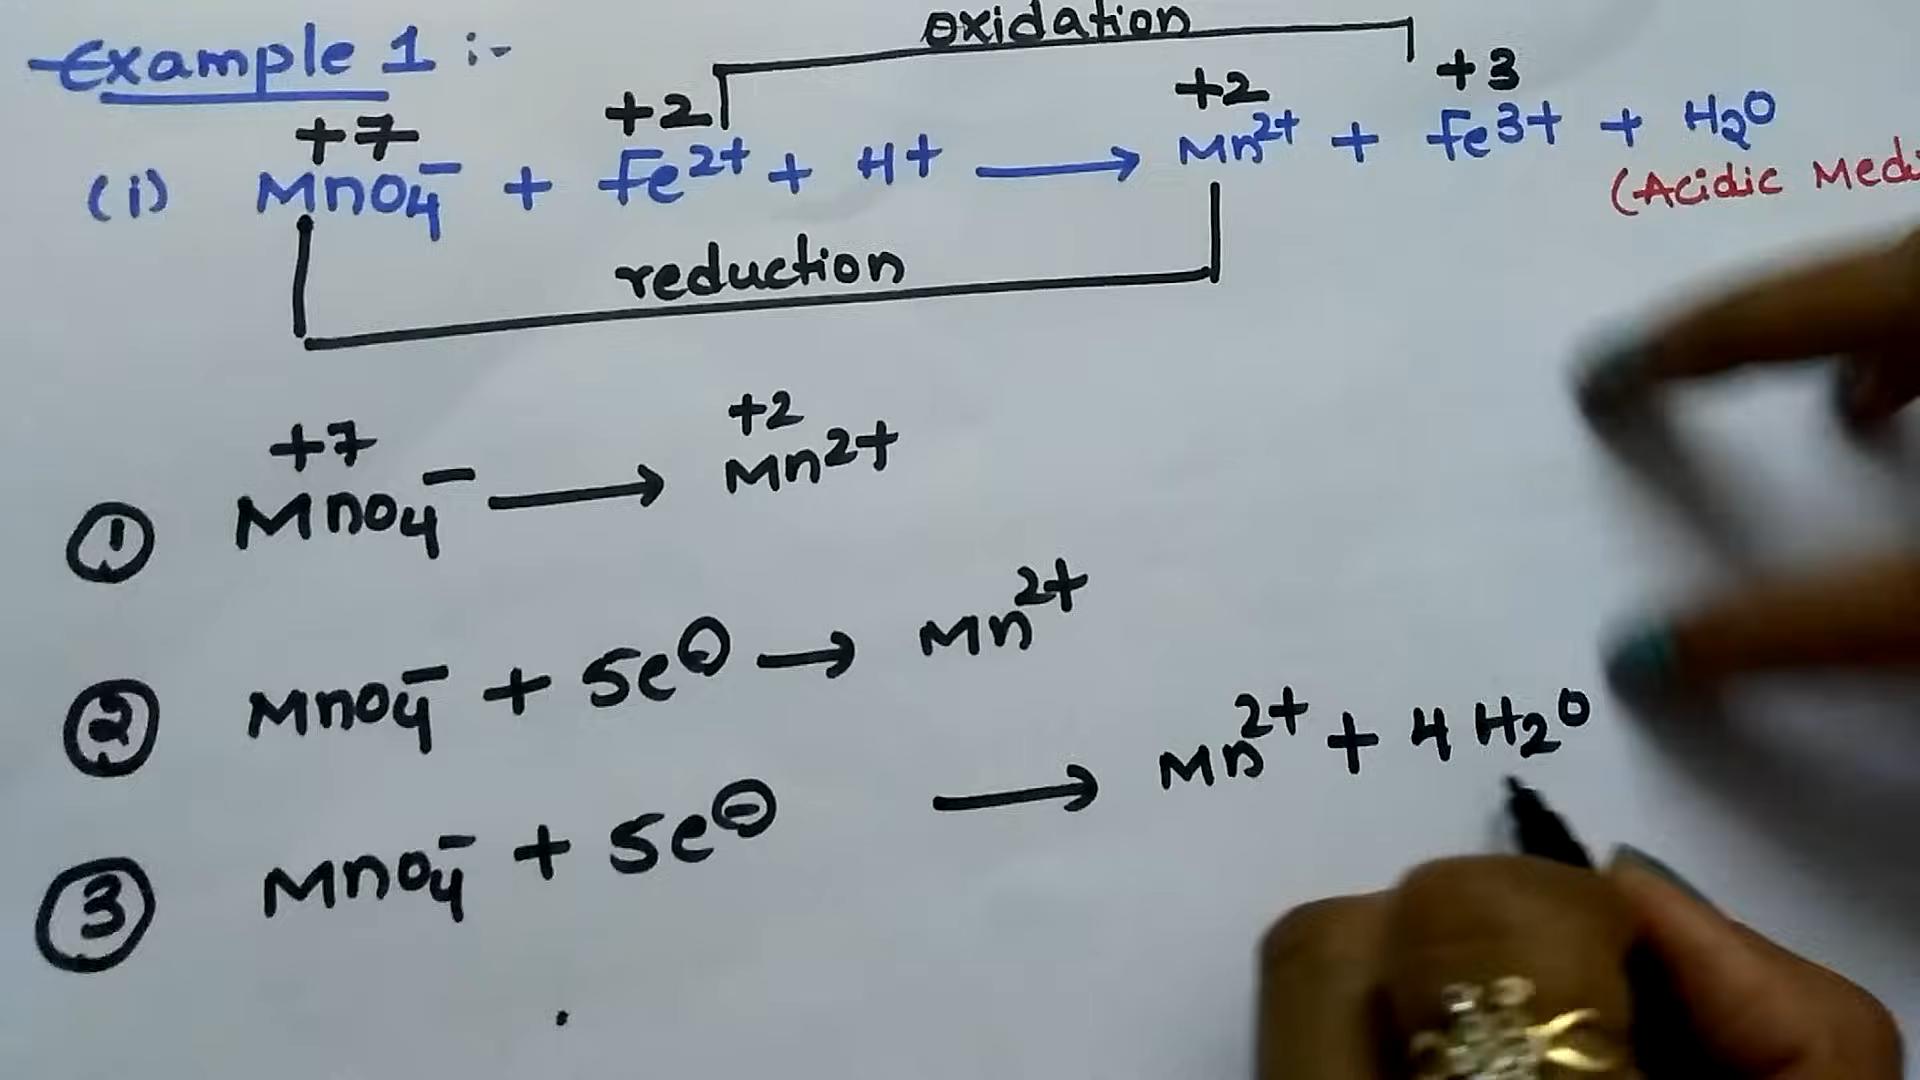 Example 1 :-
oxidation
+7 +2 +2 +3
(i) MnO₄⁻ + Fe²⁺ + H⁺ ⟶ Mn²⁺ + Fe³⁺ + H₂O
(Acidic Medi
reduction
+7 +2
① MnO₄⁻ ⟶ Mn²⁺
② MnO₄⁻ + 5e⊖ ⟶ Mn²⁺
③ MnO₄⁻ + 5e⊖ ⟶ Mn²⁺ + 4H₂O